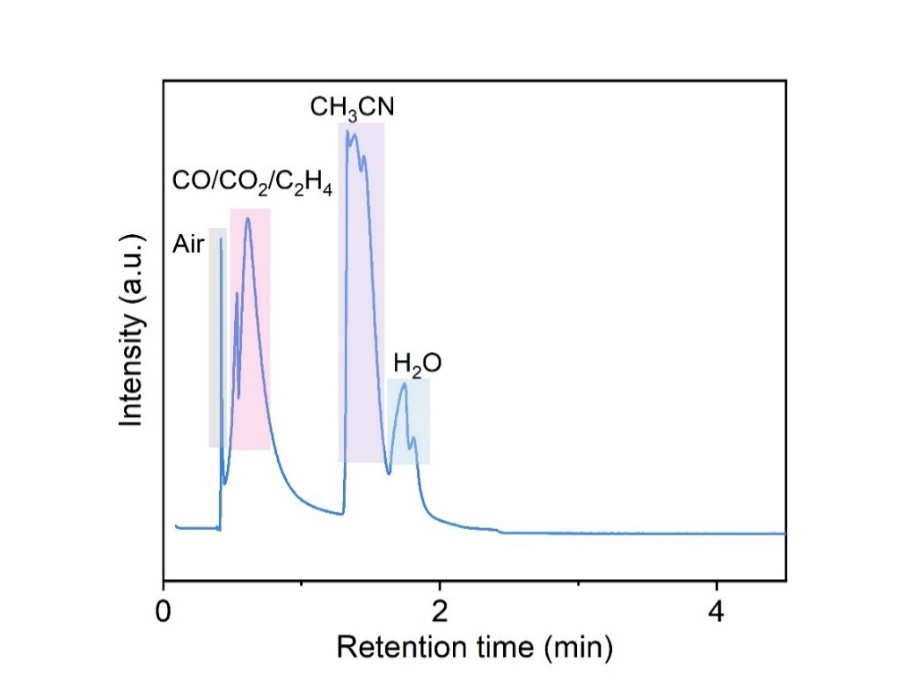 CH₃CN
CO/CO₂/C₂H₄
Air
H₂O
Intensity (a.u.)
0 2 4
Retention time (min)